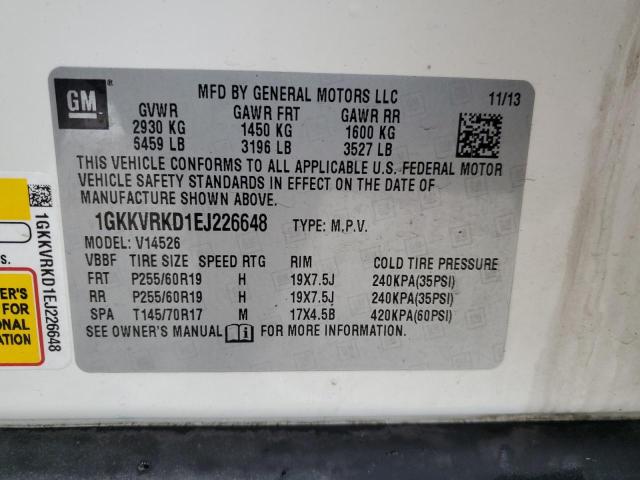 GM
MFD BY GENERAL MOTORS LLC 11/13
GVWR GAWR FRT GAWR RR
2930 KG 1450 KG 1600 KG
6459 LB 3196 LB 3527 LB
THIS VEHICLE CONFORMS TO ALL APPLICABLE U.S. FEDERAL MOTOR
VEHICLE SAFETY STANDARDS IN EFFECT ON THE DATE OF
MANUFACTURE SHOWN ABOVE.
1GKKVRKD1EJ226648 TYPE: M.P.V.
MODEL: V14526
VBBF TIRE SIZE SPEED RTG RIM COLD TIRE PRESSURE
FRT P255/60R19 H 19X7.5J 240KPA(35PSI)
RR P255/60R19 H 19X7.5J 240KPA(35PSI)
SPA T145/70R17 M 17X4.5B 420KPA(60PSI)
SEE OWNER'S MANUAL FOR MORE INFORMATION.
1GKKVRKD1EJ226648
FOR